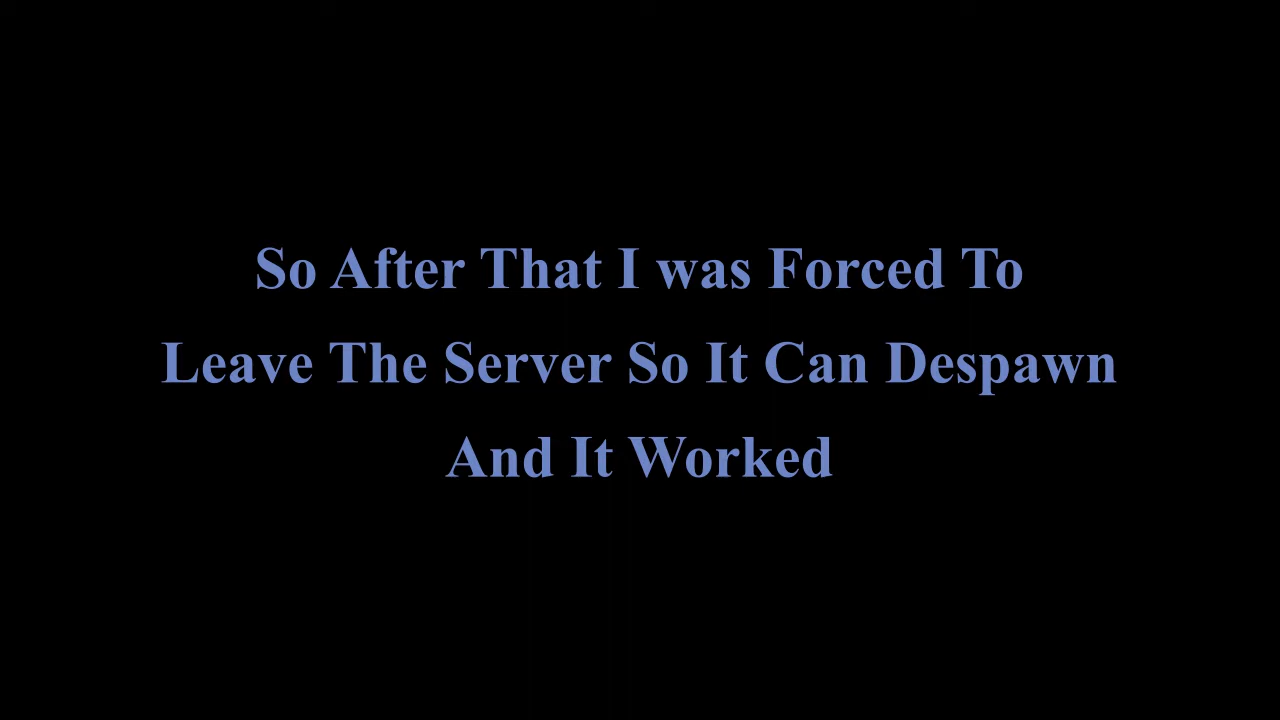 So After That I was Forced To
Leave The Server So It Can Despawn
And It Worked